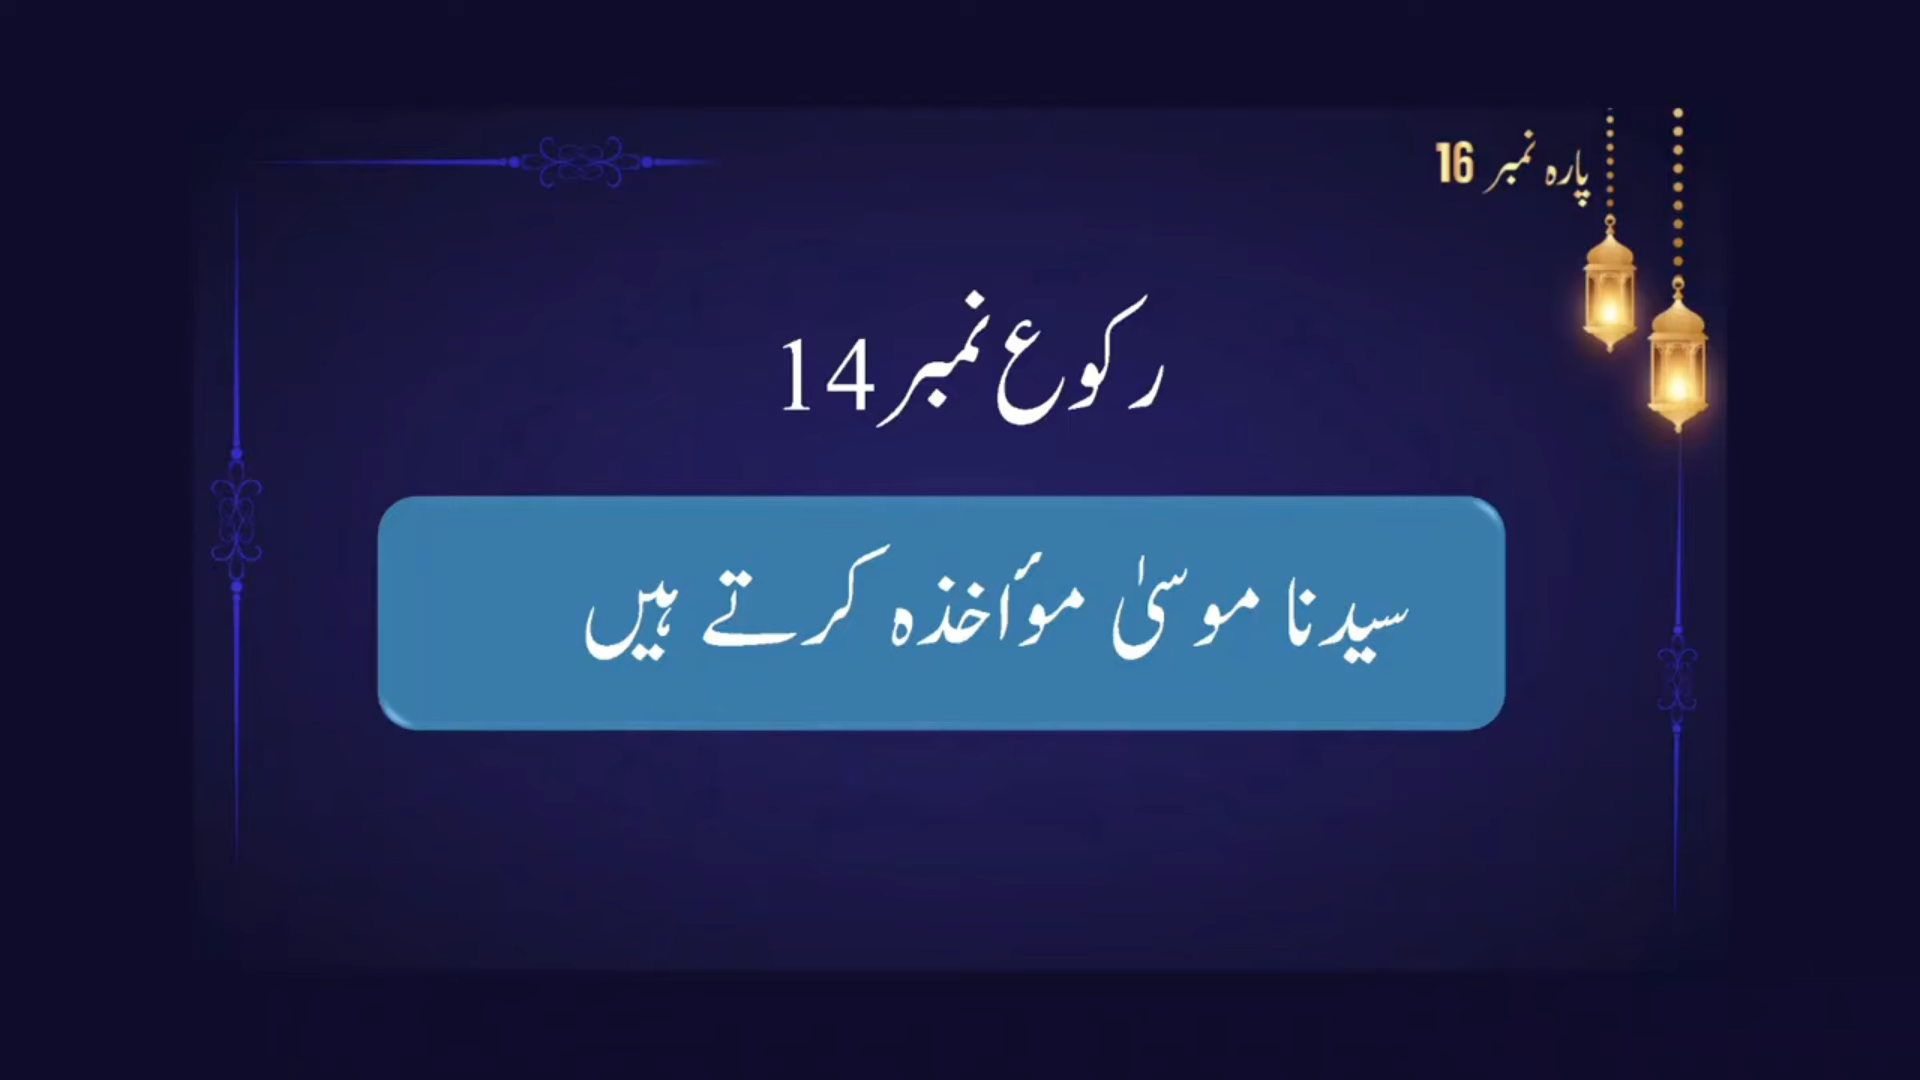 پارہ نمبر 16
رکوع نمبر 14
سیدنا موسیٰ مؤاخذہ کرتے ہیں